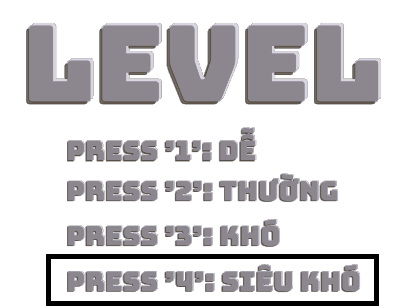 LEVEL
PRESS '1': DỄ
PRESS '2': THƯỜNG
PRESS '3': KHÓ
PRESS '4': SIÊU KHÓ